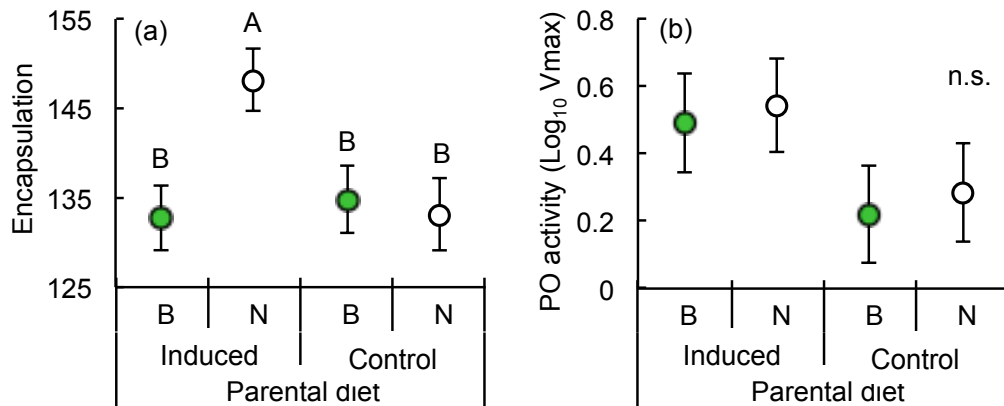 155
(a)
A
145
B
B
B
135
125
Encapsulation
B
N
B
N
Induced
Control
Parental diet
0.8
(b)
n.s.
0.6
0.4
0.2
0
PO activity (Log10 Vmax)
B
N
B
N
Induced
Control
Parental diet